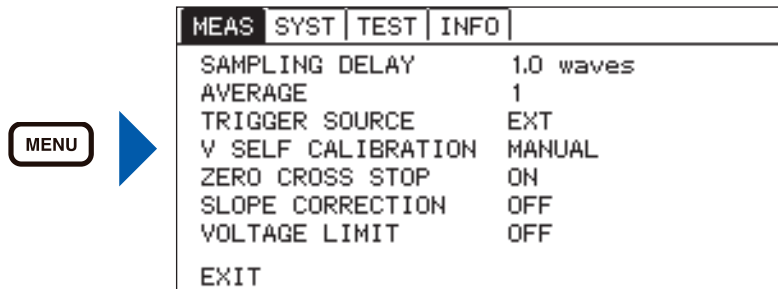 MENU
MEAS SYST TEST INFO
SAMPLING DELAY 1.0 waves
AVERAGE 1
TRIGGER SOURCE EXT
V SELF CALIBRATION MANUAL
ZERO CROSS STOP ON
SLOPE CORRECTION OFF
VOLTAGE LIMIT OFF
EXIT